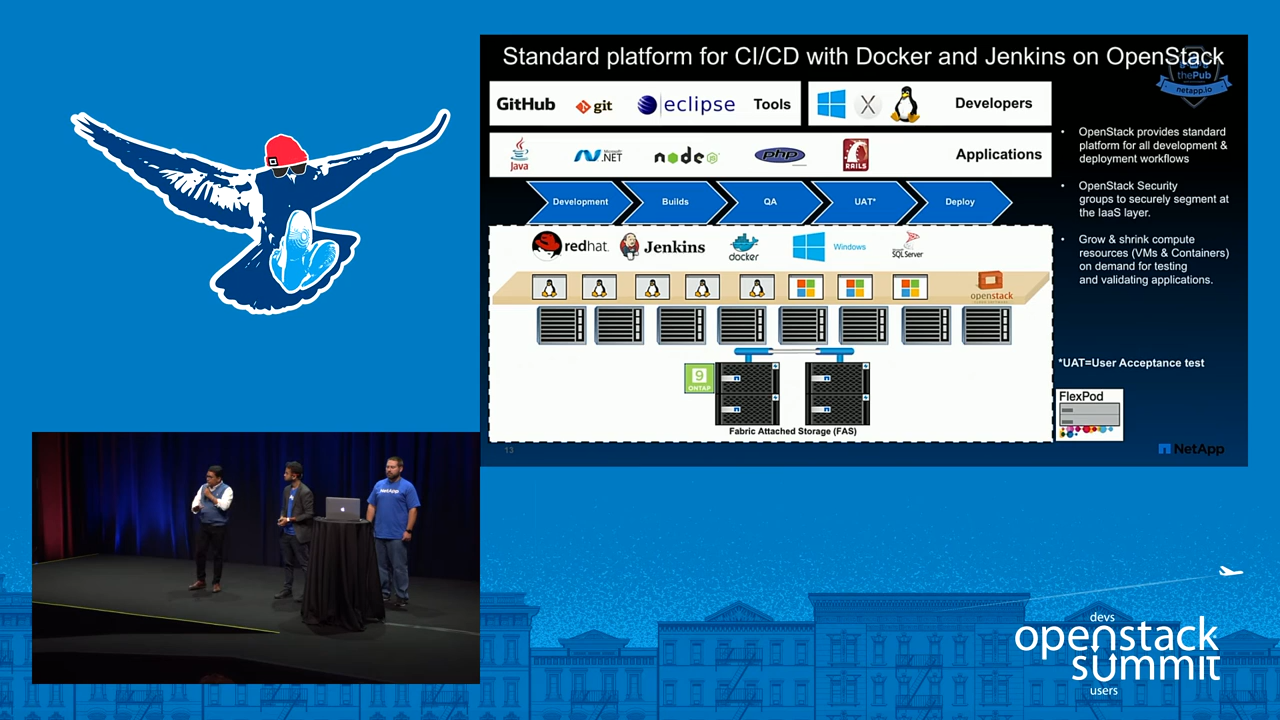 Standard platform for CI/CD with Docker and Jenkins on OpenStack
thePub
netapp.io
GitHub
git
eclipse
Tools
X
Developers
Java
Microsoft
.NET
node
JS
php
RAILS
Applications
Development
Builds
QA
UAT*
Deploy
redhat.
Jenkins
docker
Windows
SQL Server
openstack
9
ONTAP
Fabric Attached Storage (FAS)
• OpenStack provides standard
platform for all development &
deployment workflows
• OpenStack Security
groups to securely segment at
the IaaS layer.
• Grow & shrink compute
resources (VMs & Containers)
on demand for testing
and validating applications.
*UAT=User Acceptance test
FlexPod
13
NetApp
NetApp
devs
openstack
summit
users